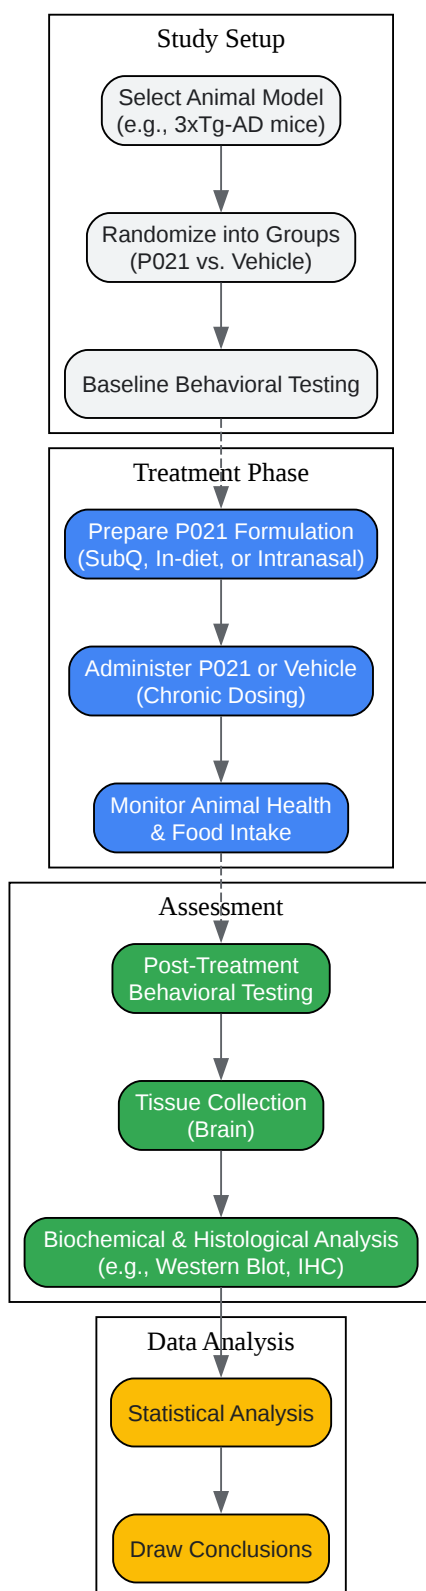 Study Setup
Select Animal Model
(e.g., 3xTg-AD mice)
Randomize into Groups
(P021 vs. Vehicle)
Baseline Behavioral Testing
Treatment Phase
Prepare P021 Formulation
(SubQ, In-diet, or Intranasal)
Administer P021 or Vehicle
(Chronic Dosing)
Monitor Animal Health
& Food Intake
Assessment
Post-Treatment
Behavioral Testing
Tissue Collection
(Brain)
Biochemical & Histological Analysis
(e.g., Western Blot, IHC)
Data Analysis
Statistical Analysis
Draw Conclusions